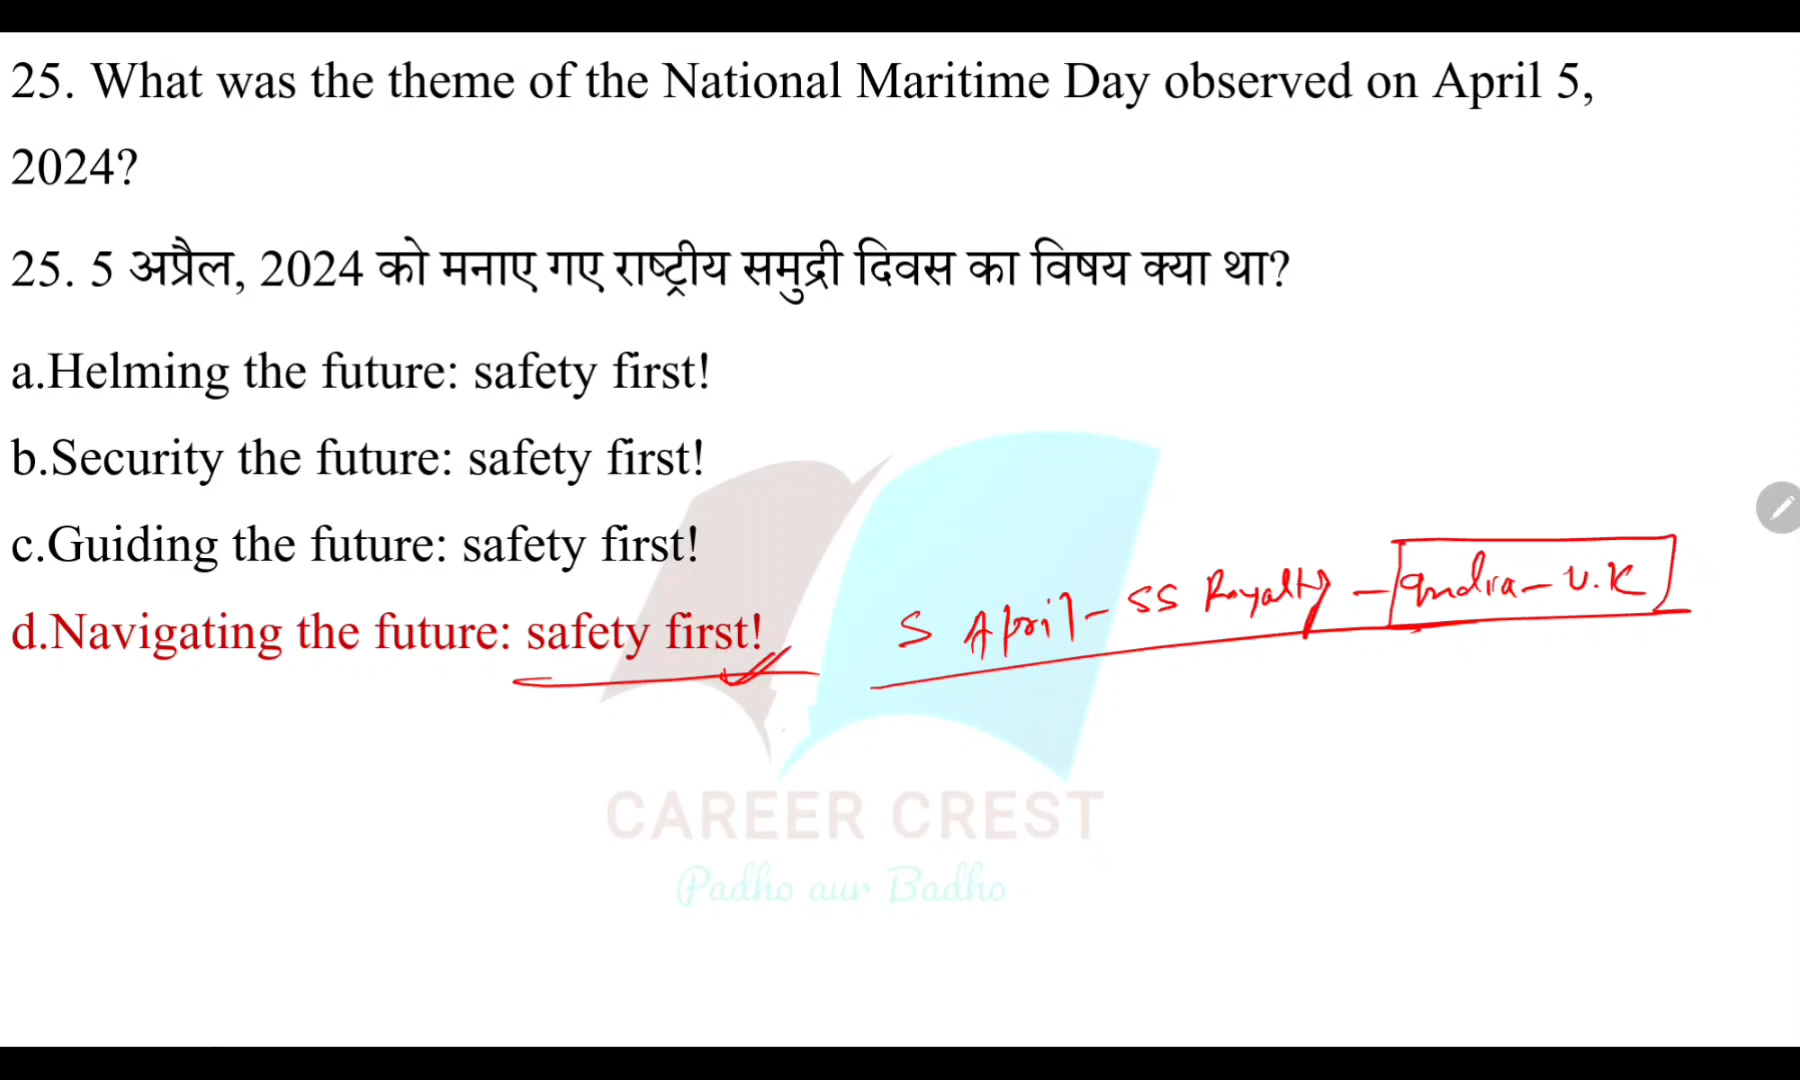 25. What was the theme of the National Maritime Day observed on April 5,
2024?
25. 5 अप्रैल, 2024 को मनाए गए राष्ट्रीय समुद्री दिवस का विषय क्या था?
a.Helming the future: safety first!
b.Security the future: safety first!
c.Guiding the future: safety first!
d.Navigating the future: safety first!
5 April - SS Royalty - India - U.K
CAREER CREST
Padho aur Badho